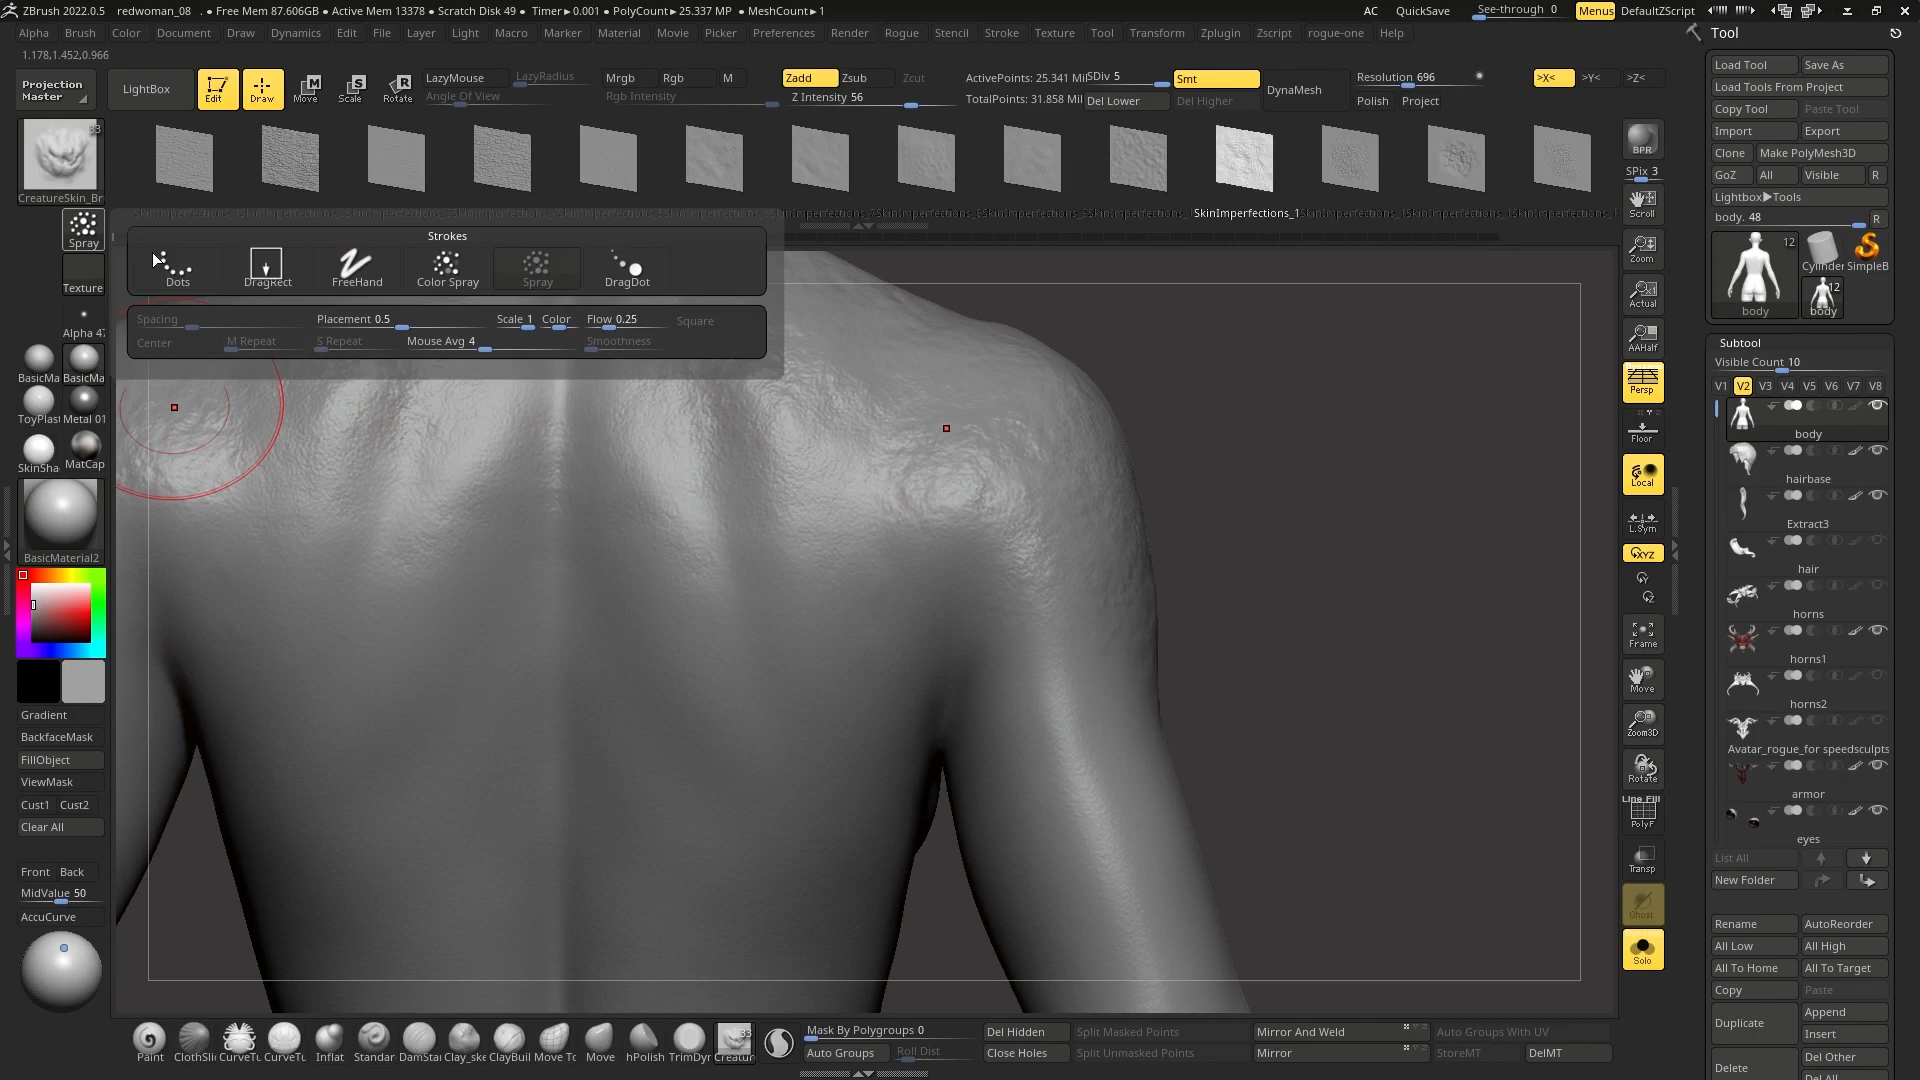 ZBrush 2022.0.5 redwoman_08 . • Free Mem 87.606GB • Active Mem 13378 • Scratch Disk 49 • Timer▸0.001 • PolyCount▸25.337 MP • MeshCount▸1 AC QuickSave See-through 0 Menus DefaultZScript
Alpha Brush Color Document Draw Dynamics Edit File Layer Light Macro Marker Material Movie Picker Preferences Render Rogue Stencil Stroke Texture Tool Transform Zplugin Zscript rogue-one Help
1.178,1.452,0.966
Projection Master
LightBox
Edit
Draw
Move
Scale
Rotate
LazyMouse LazyRadius
Angle Of View
Mrgb Rgb M
Rgb Intensity
Zadd Zsub Zcut
Z Intensity 56
ActivePoints: 25.341 Mil
TotalPoints: 31.858 Mil
SDiv 5
Del Lower
Smt
Del Higher
DynaMesh
Resolution 696
Polish Project
>X< >Y< >Z<
33
CreatureSkin_Br
SkinImperfections_1
Spray
Texture
Alpha 47
Strokes
Dots
DragRect
FreeHand
Color Spray
Spray
DragDot
Spacing Placement 0.5 Scale 1 Color Flow 0.25 Square
Center M Repeat S Repeat Mouse Avg 4 Smoothness
BasicMa BasicMa
ToyPlast Metal 01
SkinSha MatCap
BasicMaterial2
Gradient
BackfaceMask
FillObject
ViewMask
Cust1 Cust2
Clear All
Front Back
MidValue 50
AccuCurve
BPR
SPix 3
Scroll
Zoom
Actual
AAHalf
Persp
Floor
Local
L.Sym
XYZ
Y
Z
Frame
Move
Zoom3D
Rotate
Line Fill
PolyF
Transp
Ghost
Solo
Tool
Load Tool Save As
Load Tools From Project
Copy Tool Paste Tool
Import Export
Clone Make PolyMesh3D
GoZ All Visible R
Lightbox▸Tools
body. 48 R
12
body
Cylinder SimpleB
12
body
Subtool
Visible Count 10
V1 V2 V3 V4 V5 V6 V7 V8
body
hairbase
Extract3
hair
horns
horns1
horns2
Avatar_rogue_for speedsculpts
armor
eyes
List All
New Folder
Rename AutoReorder
All Low All High
All To Home All To Target
Copy Paste
Duplicate
Append
Insert
Delete
Del Other
Del All
Paint ClothSli CurveTu CurveTu Inflat Standar DamStan Clay_ske ClayBuil Move To Move hPolish TrimDyn Creatur
33
Mask By Polygroups 0
Auto Groups
Roll Dist
Del Hidden
Close Holes
Split Masked Points
Split Unmasked Points
Mirror And Weld
Mirror
Auto Groups With UV
StoreMT
DelMT